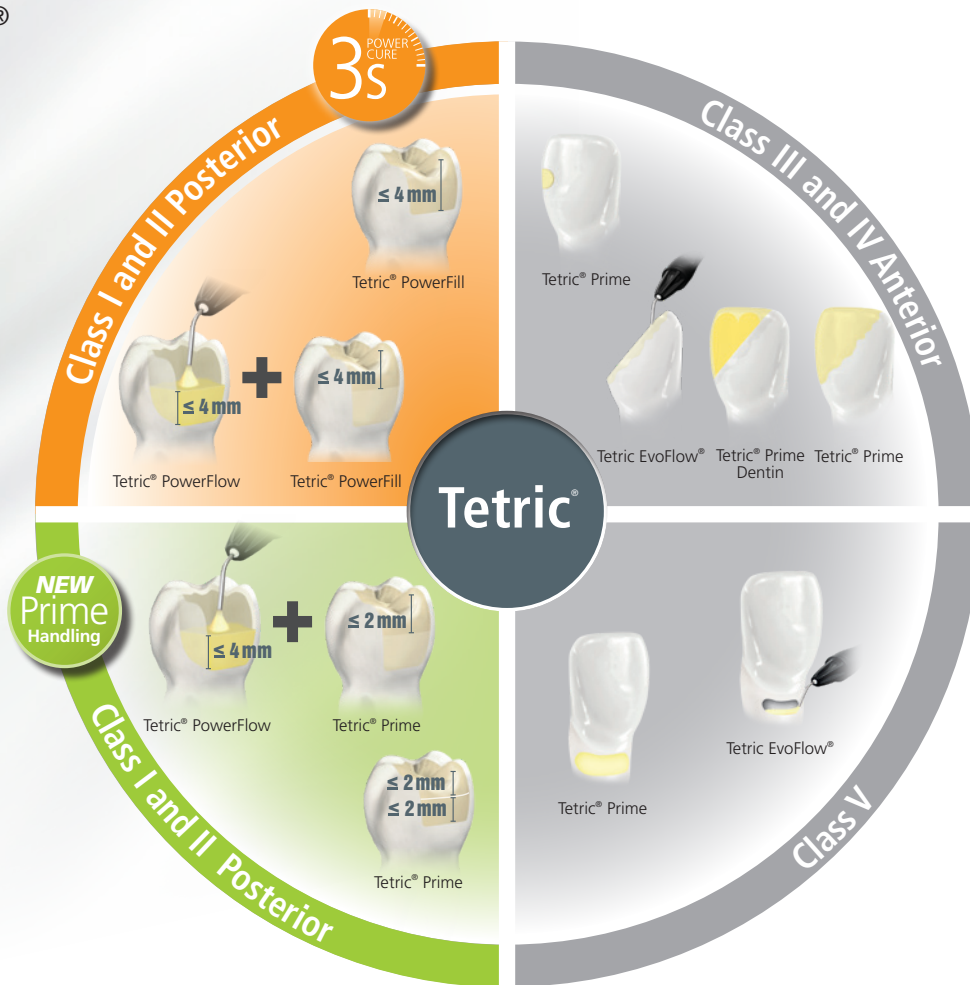 ®
3s POWER
CURE
Class I and II Posterior
≤ 4 mm
Tetric® PowerFill
≤ 4 mm
+
≤ 4 mm
Tetric® PowerFlow
Tetric® PowerFill
Class III and IV Anterior
Tetric® Prime
Tetric EvoFlow®
Tetric® Prime
Dentin
Tetric® Prime
Tetric®
NEW
Prime
Handling
Class I and II Posterior
≤ 4 mm
+
≤ 2 mm
Tetric® PowerFlow
Tetric® Prime
≤ 2 mm
≤ 2 mm
Tetric® Prime
Class V
Tetric EvoFlow®
Tetric® Prime